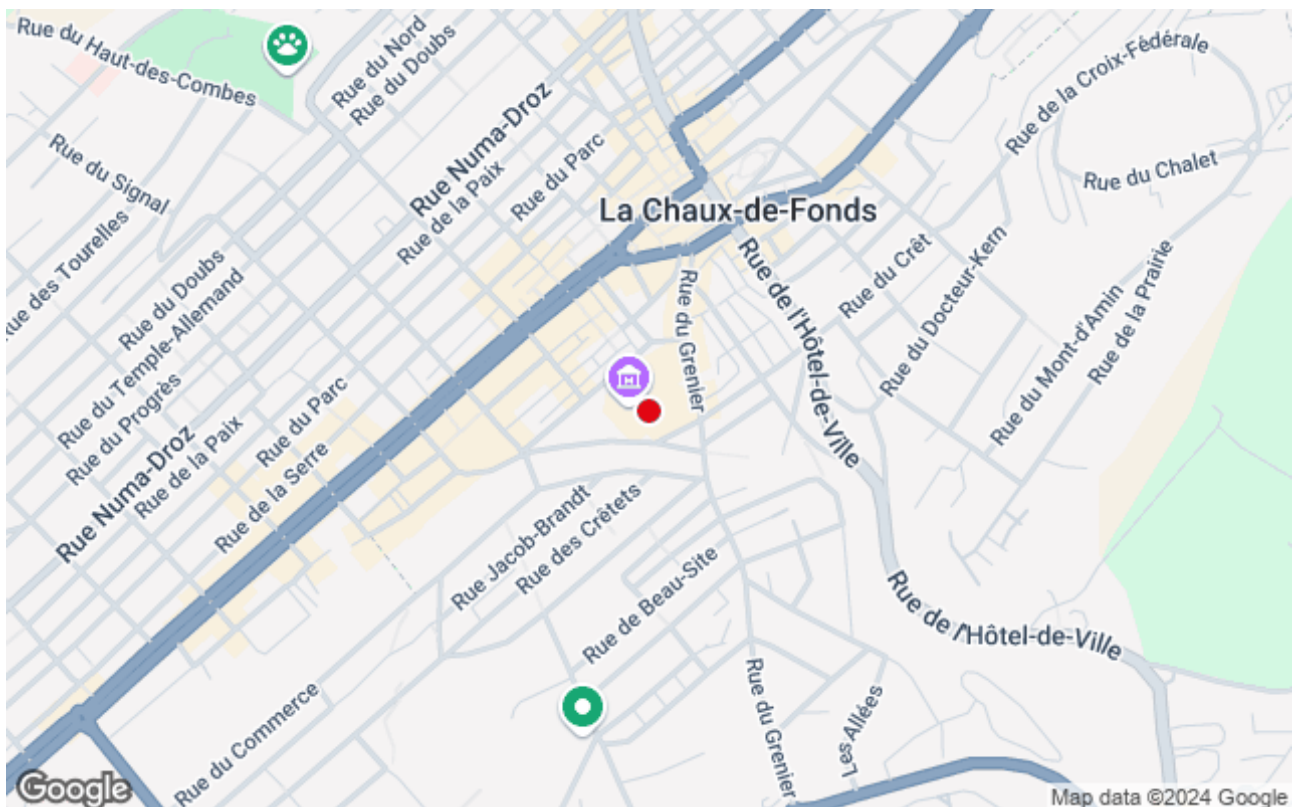 Rue du Haut-des-Combes
Rue du Nord
Rue du Doubs
Rue de la Croix-Fédérale
Rue Numa-Droz
Rue de la Paix
Rue du Parc
Rue du Signal
Rue du Chalet
La Chaux-de-Fonds
Rue des Tourelles
Rue du Doubs
Rue du Temple-Allemand
Rue du Progrès
Rue de la Paix
Rue du Parc
Rue de la Serre
Rue Numa-Droz
Rue du Grenier
Rue de l'Hôtel-de-Ville
Rue du Crêt
Rue du Docteur-Kern
Rue du Mont-d'Amin
Rue de la Prairie
Rue Jacob-Brandt
Rue des Crêtets
Rue de Beau-Site
Rue de l'Hôtel-de-Ville
Rue du Commerce
Rue du Grenier
Les Allées
Google
Map data ©2024 Google